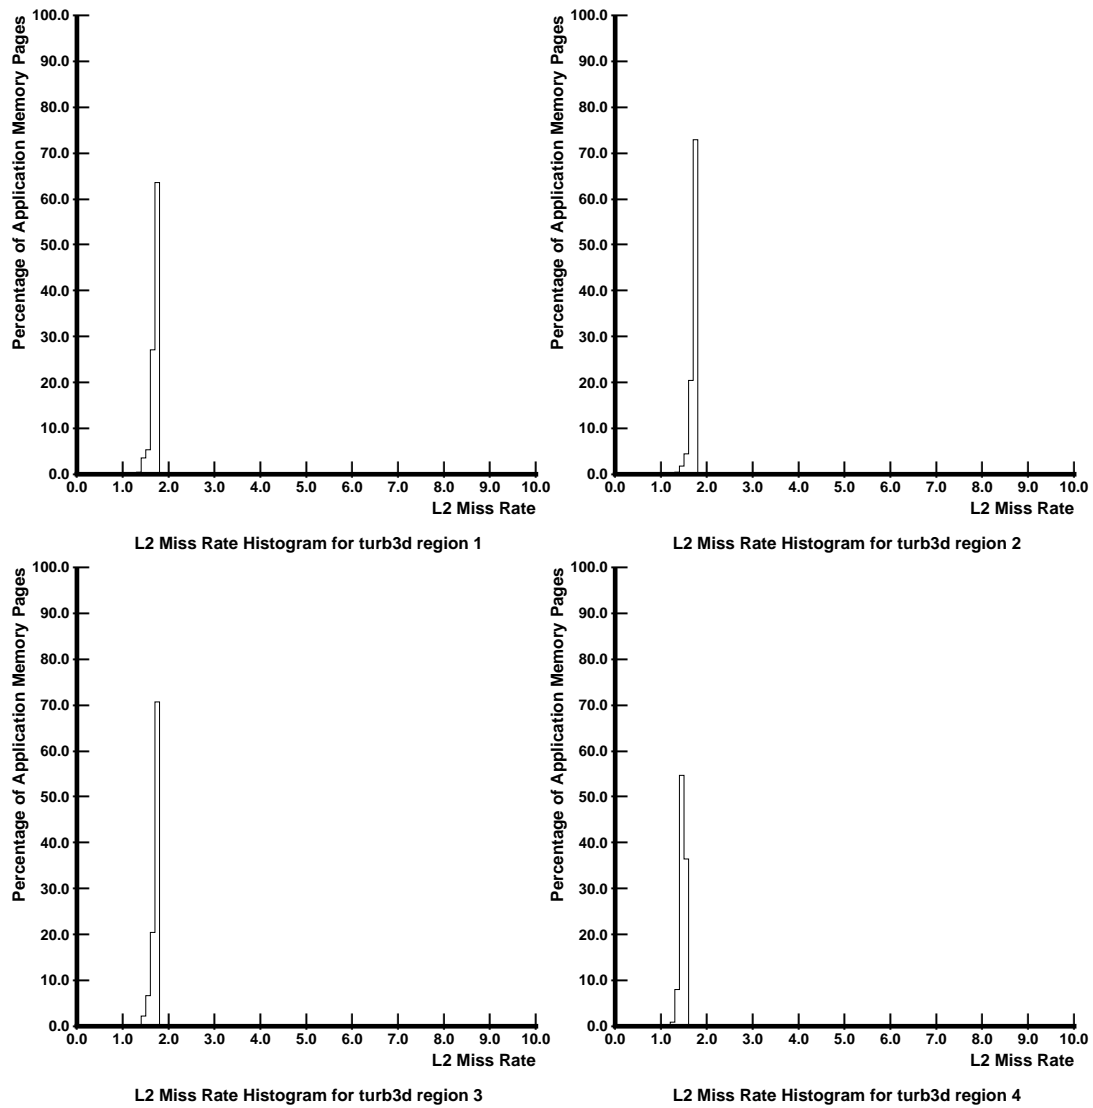 Percentage of Application Memory Pages
100.0
90.0
80.0
70.0
60.0
50.0
40.0
30.0
20.0
10.0
0.0
0.0 1.0 2.0 3.0 4.0 5.0 6.0 7.0 8.0 9.0 10.0
L2 Miss Rate
L2 Miss Rate Histogram for turb3d region 1
Percentage of Application Memory Pages
100.0
90.0
80.0
70.0
60.0
50.0
40.0
30.0
20.0
10.0
0.0
0.0 1.0 2.0 3.0 4.0 5.0 6.0 7.0 8.0 9.0 10.0
L2 Miss Rate
L2 Miss Rate Histogram for turb3d region 2
Percentage of Application Memory Pages
100.0
90.0
80.0
70.0
60.0
50.0
40.0
30.0
20.0
10.0
0.0
0.0 1.0 2.0 3.0 4.0 5.0 6.0 7.0 8.0 9.0 10.0
L2 Miss Rate
L2 Miss Rate Histogram for turb3d region 3
Percentage of Application Memory Pages
100.0
90.0
80.0
70.0
60.0
50.0
40.0
30.0
20.0
10.0
0.0
0.0 1.0 2.0 3.0 4.0 5.0 6.0 7.0 8.0 9.0 10.0
L2 Miss Rate
L2 Miss Rate Histogram for turb3d region 4